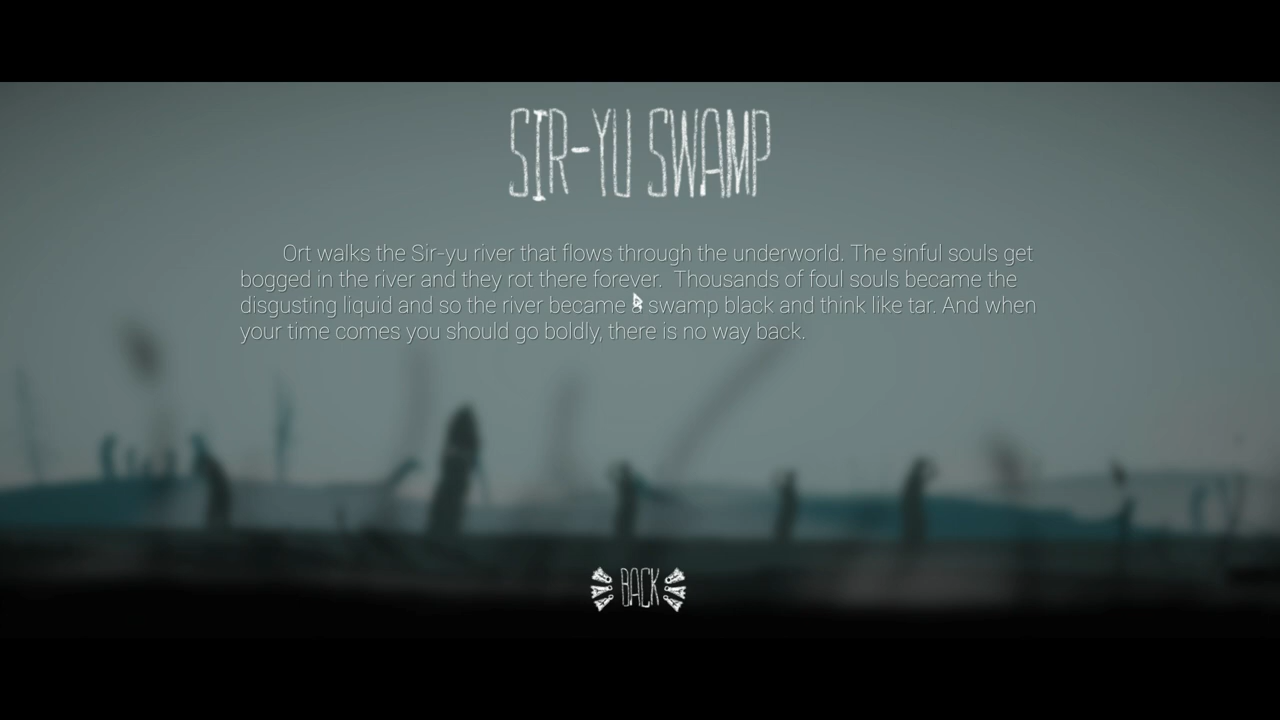 SIR-YU SWAMP
Ort walks the Sir-yu river that flows through the underworld. The sinful souls get
bogged in the river and they rot there forever.  Thousands of foul souls became the
disgusting liquid and so the river became a swamp black and think like tar. And when
your time comes you should go boldly, there is no way back.
BACK